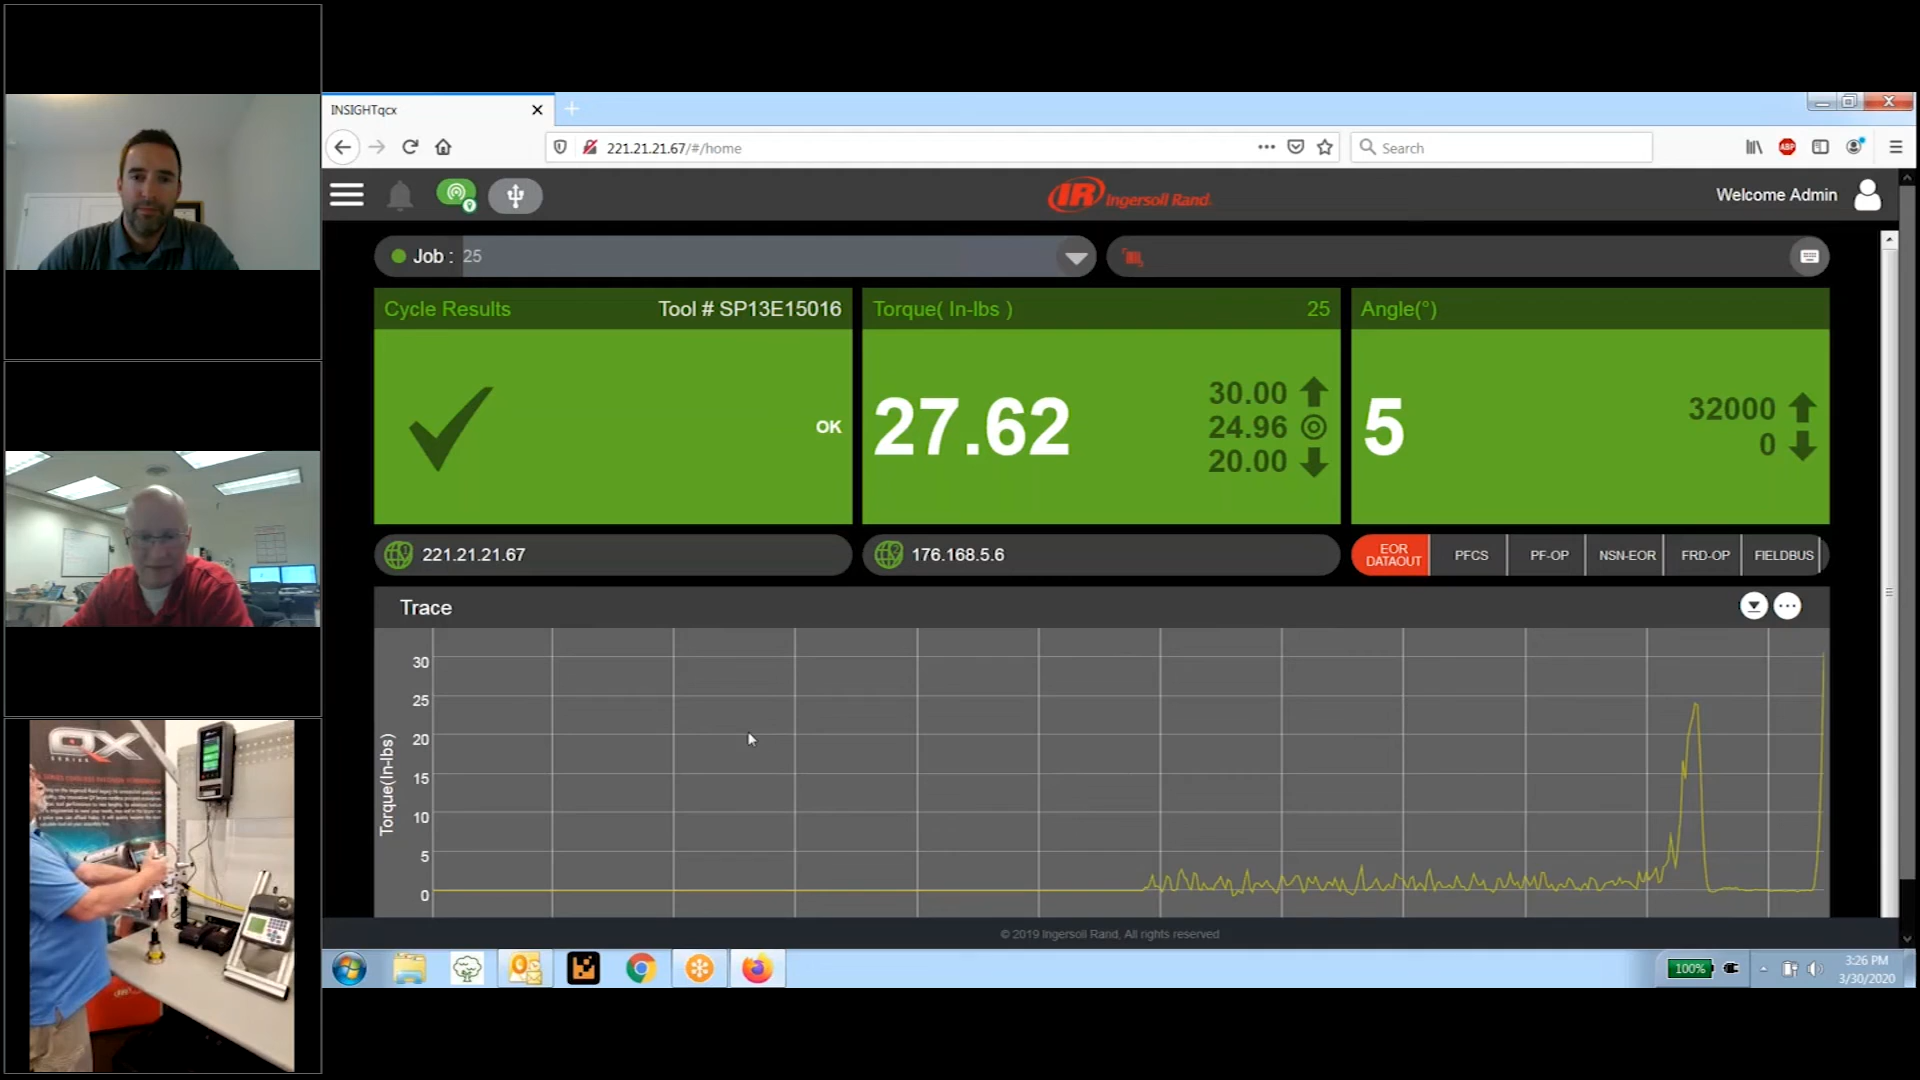 INSIGHTqcx
221.21.21.67/#/home
Search
ABP
IR Ingersoll Rand
Welcome Admin
Job : 25
Cycle Results Tool # SP13E15016
OK
Torque( In-lbs ) 25
27.62
30.00
24.96
20.00
Angle(°)
5
32000
0
221.21.21.67
176.168.5.6
EOR DATAOUT
PFCS
PF-OP
NSN-EOR
FRD-OP
FIELDBUS
Trace
Torque(In-lbs)
30
25
20
15
10
5
0
© 2019 Ingersoll Rand, All rights reserved
100%
3:26 PM
3/30/2020
QX
SERIES